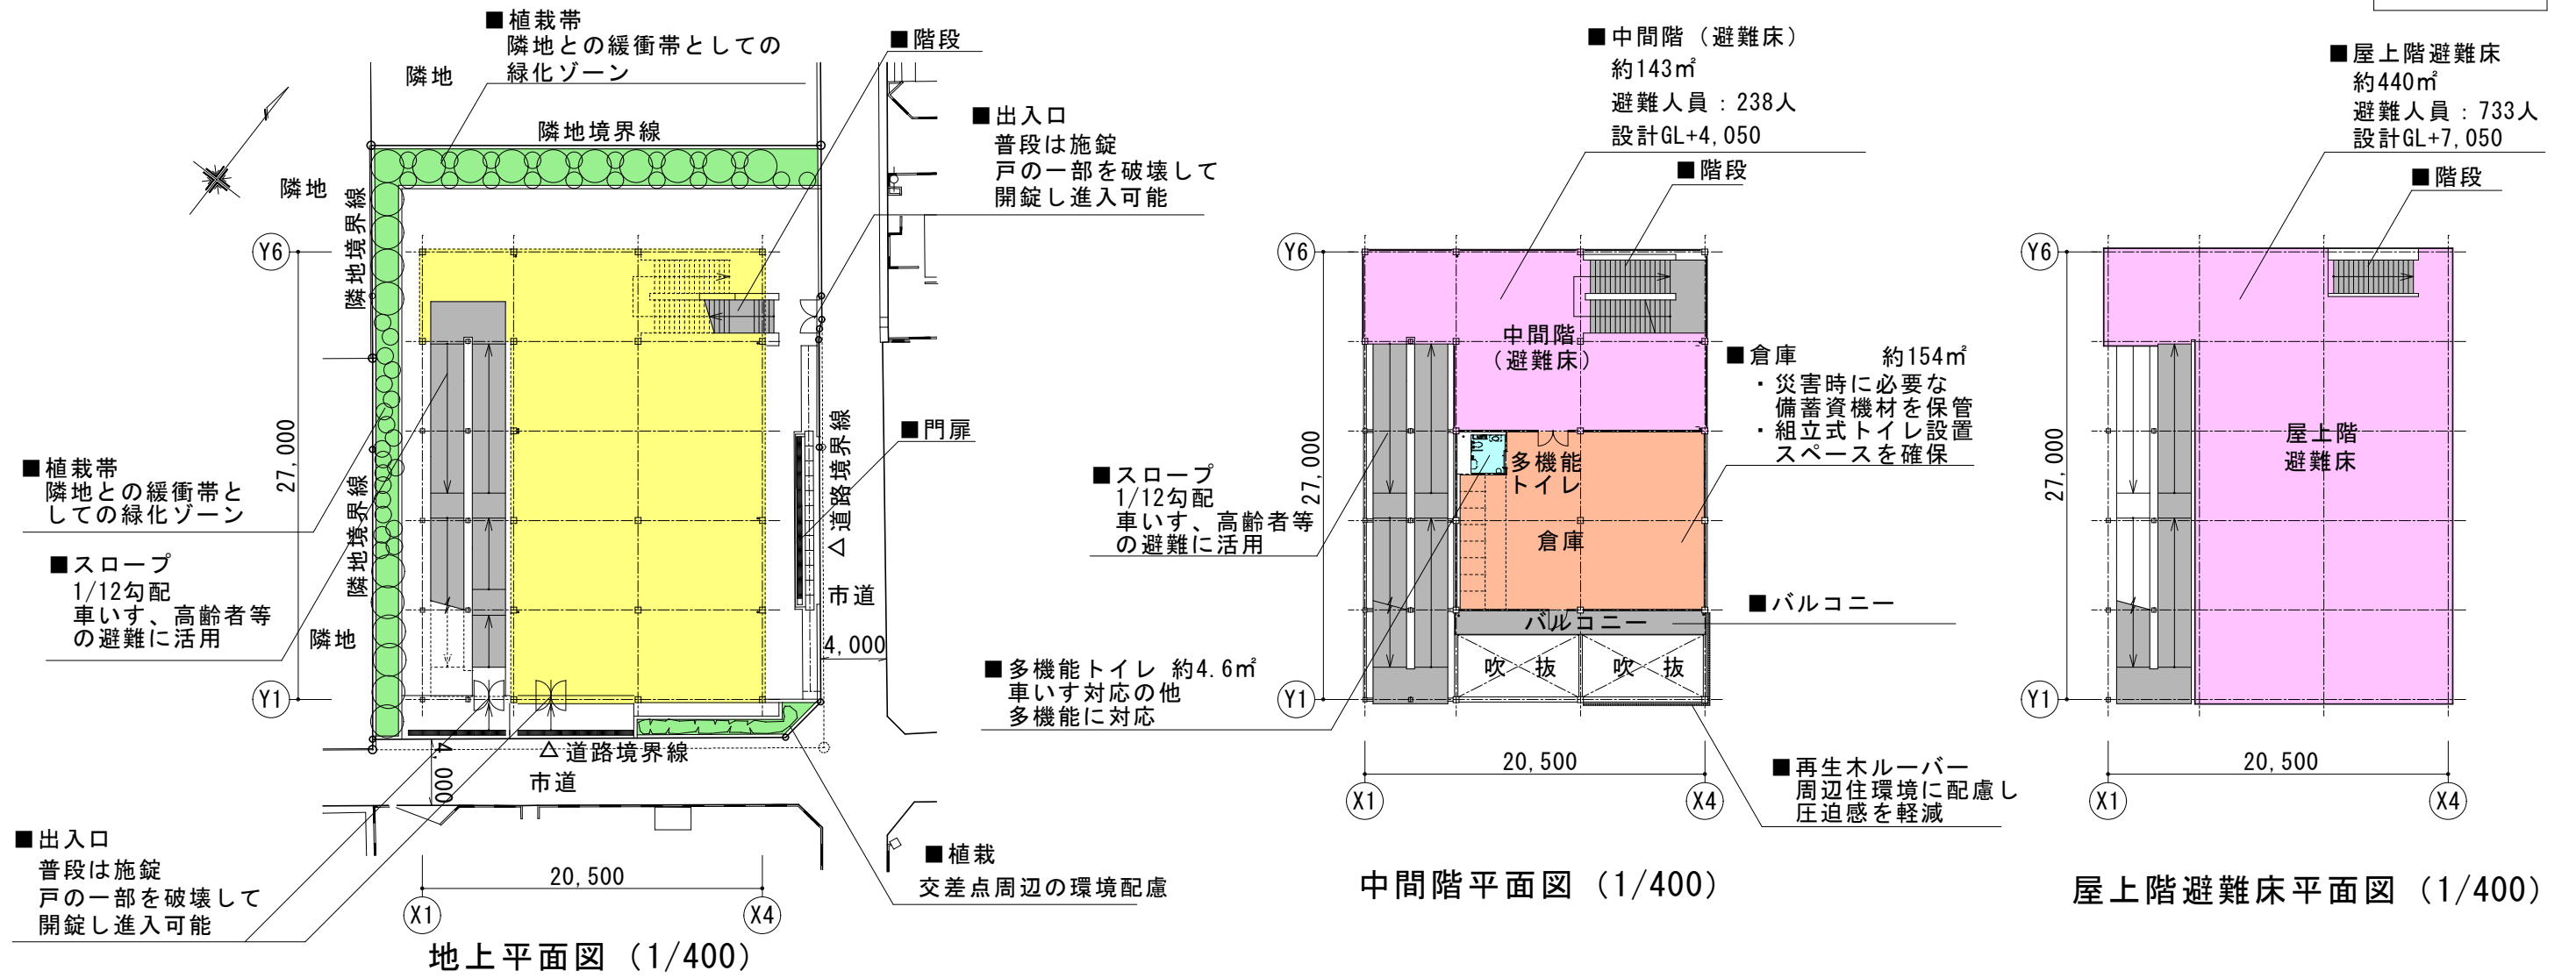 ■植栽帯
隣地との緩衝帯としての
緑化ゾーン
■階段
隣地
隣地境界線
■出入口
普段は施錠
戸の一部を破壊して
開錠し進入可能
隣地
隣地境界線
Y6
27,000
Y1
■植栽帯
隣地との緩衝帯と
しての緑化ゾーン
隣地境界線
■スロープ
1/12勾配
車いす、高齢者等
の避難に活用
隣地
■門扉
△道路境界線
市道
4,000
△道路境界線
市道
4,000
■出入口
普段は施錠
戸の一部を破壊して
開錠し進入可能
20,500
X1
X4
■植栽
交差点周辺の環境配慮
地上平面図（1/400）
■中間階（避難床）
約143㎡
避難人員：238人
設計GL+4,050
■階段
Y6
27,000
Y1
中間階
（避難床）
■倉庫 約154㎡
・災害時に必要な
備蓄資機材を保管
・組立式トイレ設置
スペースを確保
■スロープ
1/12勾配
車いす、高齢者等
の避難に活用
多機能
トイレ
倉庫
バルコニー
■バルコニー
吹 抜
吹 抜
■多機能トイレ 約4.6㎡
車いす対応の他
多機能に対応
20,500
X1
X4
■再生木ルーバー
周辺住環境に配慮し
圧迫感を軽減
中間階平面図（1/400）
■屋上階避難床
約440㎡
避難人員：733人
設計GL+7,050
■階段
Y6
27,000
Y1
屋上階
避難床
20,500
X1
X4
屋上階避難床平面図（1/400）